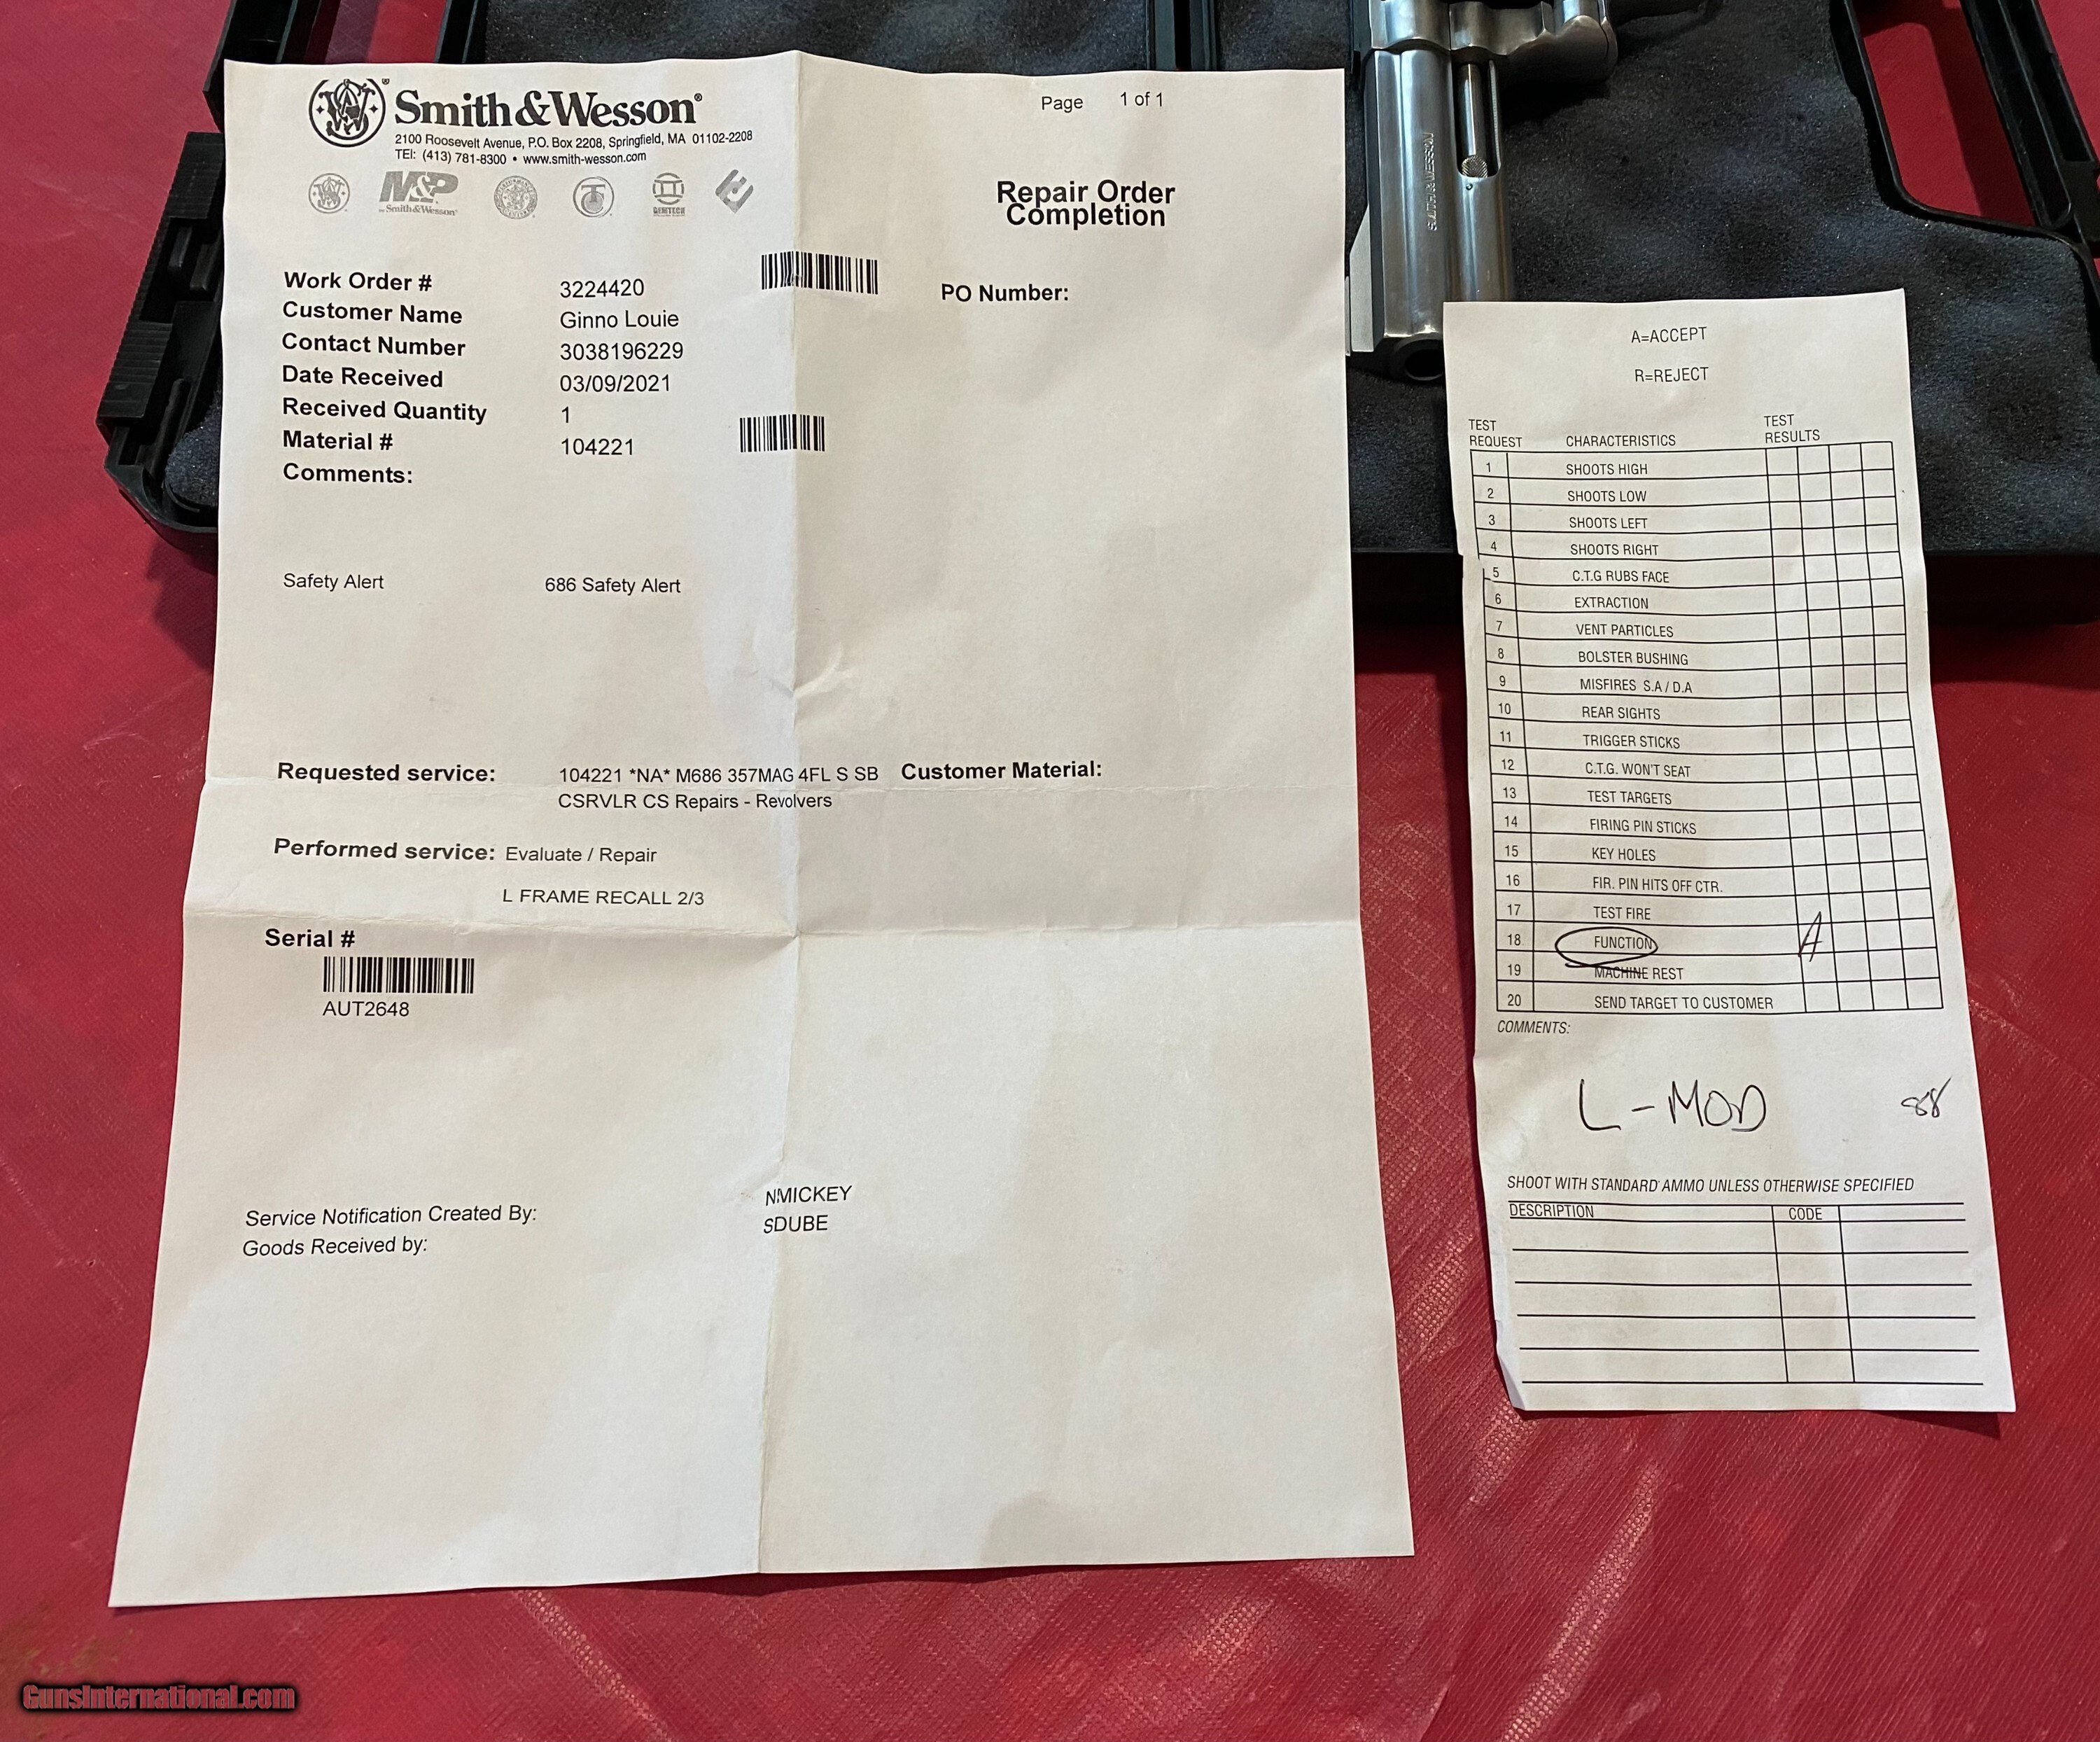 Smith & Wesson®
2100 Roosevelt Avenue, P.O. Box 2208, Springfield, MA 01102-2208
TEl: (413) 781-8300 • www.smith-wesson.com
M&P
by Smith & Wesson
GEMTECH
Page 1 of 1
Repair Order
Completion
Work Order # 3224420
PO Number:
Customer Name Ginno Louie
Contact Number 3038196229
Date Received 03/09/2021
Received Quantity 1
Material # 104221
Comments:
Safety Alert 686 Safety Alert
Requested service: 104221 *NA* M686 357MAG 4FL S SB Customer Material:
CSRVLR CS Repairs - Revolvers
Performed service: Evaluate / Repair
L FRAME RECALL 2/3
Serial #
AUT2648
Service Notification Created By: NMICKEY
Goods Received by: SDUBE
SMITH & WESSON
A=ACCEPT
R=REJECT
TEST REQUEST CHARACTERISTICS TEST RESULTS
1 SHOOTS HIGH
2 SHOOTS LOW
3 SHOOTS LEFT
4 SHOOTS RIGHT
5 C.T.G RUBS FACE
6 EXTRACTION
7 VENT PARTICLES
8 BOLSTER BUSHING
9 MISFIRES S.A / D.A
10 REAR SIGHTS
11 TRIGGER STICKS
12 C.T.G. WON'T SEAT
13 TEST TARGETS
14 FIRING PIN STICKS
15 KEY HOLES
16 FIR. PIN HITS OFF CTR.
17 TEST FIRE
18 FUNCTION A
19 MACHINE REST
20 SEND TARGET TO CUSTOMER
COMMENTS:
L-MOD
SHOOT WITH STANDARD AMMO UNLESS OTHERWISE SPECIFIED
DESCRIPTION CODE
GunsInternational.com